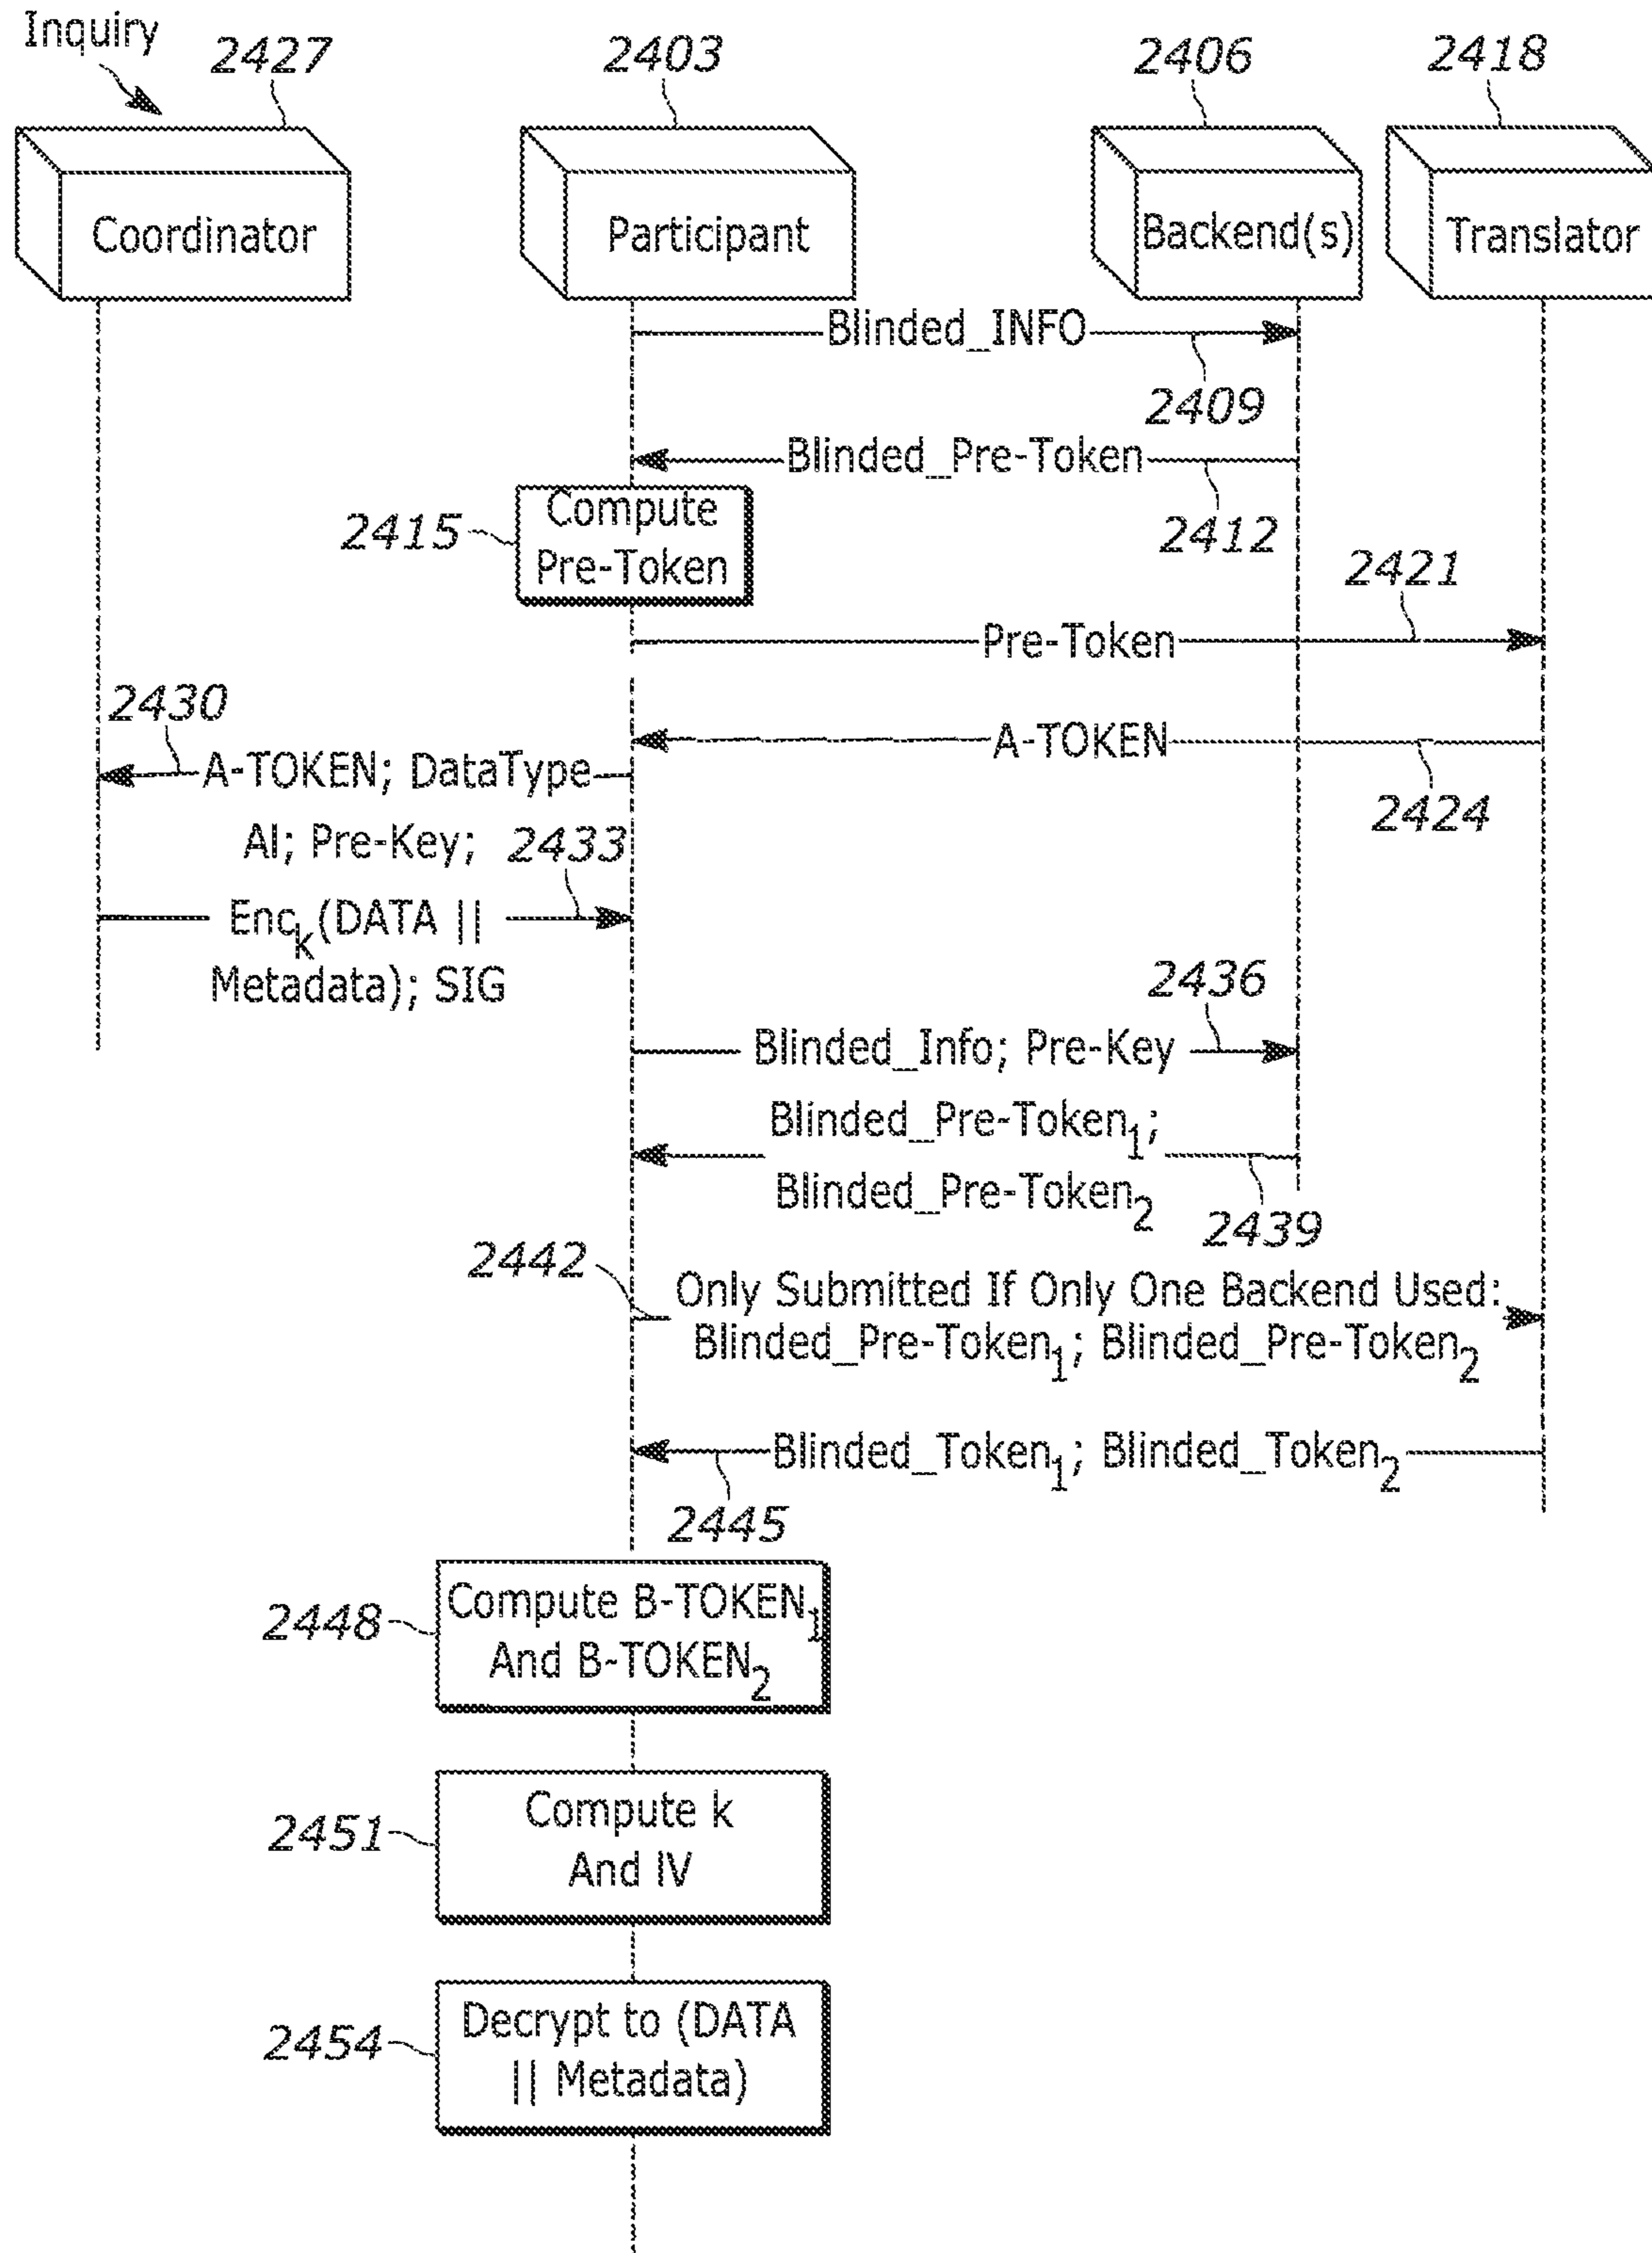 Inquiry
2427
2403
2406
2418
Coordinator
Participant
Backend(s)
Translator
Blinded_INFO
2409
Blinded_Pre-Token
2412
2415
Compute
Pre-Token
2421
Pre-Token
2430
A-TOKEN
A-TOKEN; DataType
2424
AI; Pre-Key;
2433
Enck(DATA ||
Metadata); SIG
2436
Blinded_Info; Pre-Key
Blinded_Pre-Token1;
Blinded_Pre-Token2
2439
2442
Only Submitted If Only One Backend Used:
Blinded_Pre-Token1; Blinded_Pre-Token2
Blinded_Token1; Blinded_Token2
2445
2448
Compute B-TOKEN1
And B-TOKEN2
2451
Compute k
And IV
2454
Decrypt to (DATA
|| Metadata)